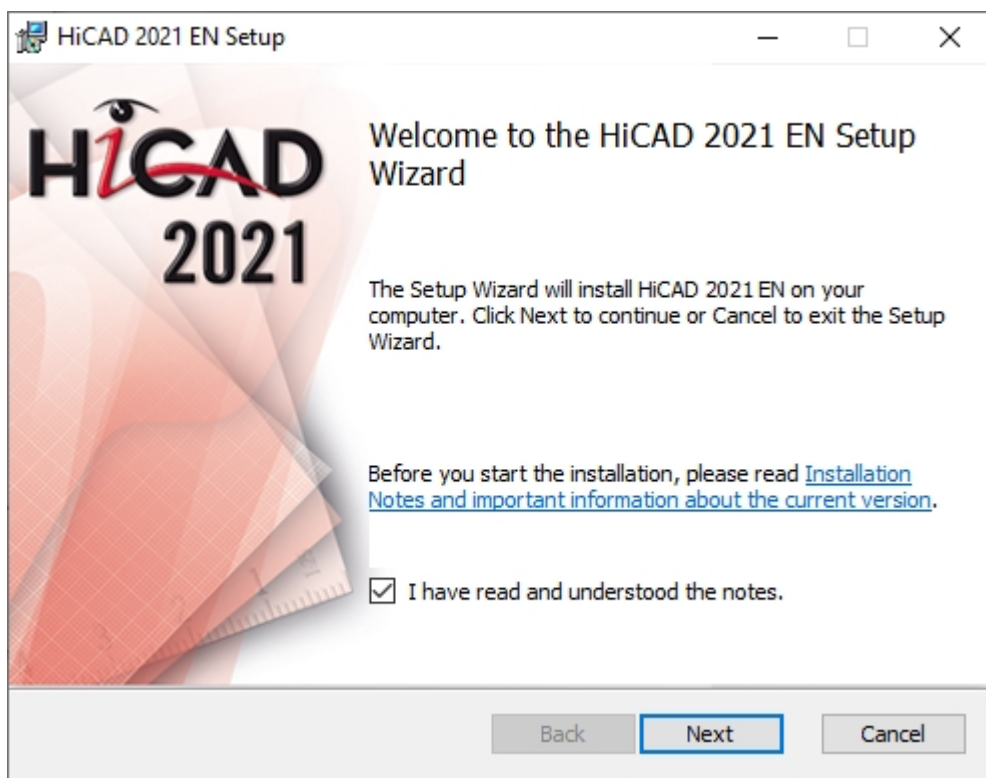 HiCAD 2021 EN Setup
HiCAD
2021
Welcome to the HiCAD 2021 EN Setup
Wizard
The Setup Wizard will install HiCAD 2021 EN on your
computer. Click Next to continue or Cancel to exit the Setup
Wizard.
Before you start the installation, please read Installation
Notes and important information about the current version.
I have read and understood the notes.
Back
Next
Cancel